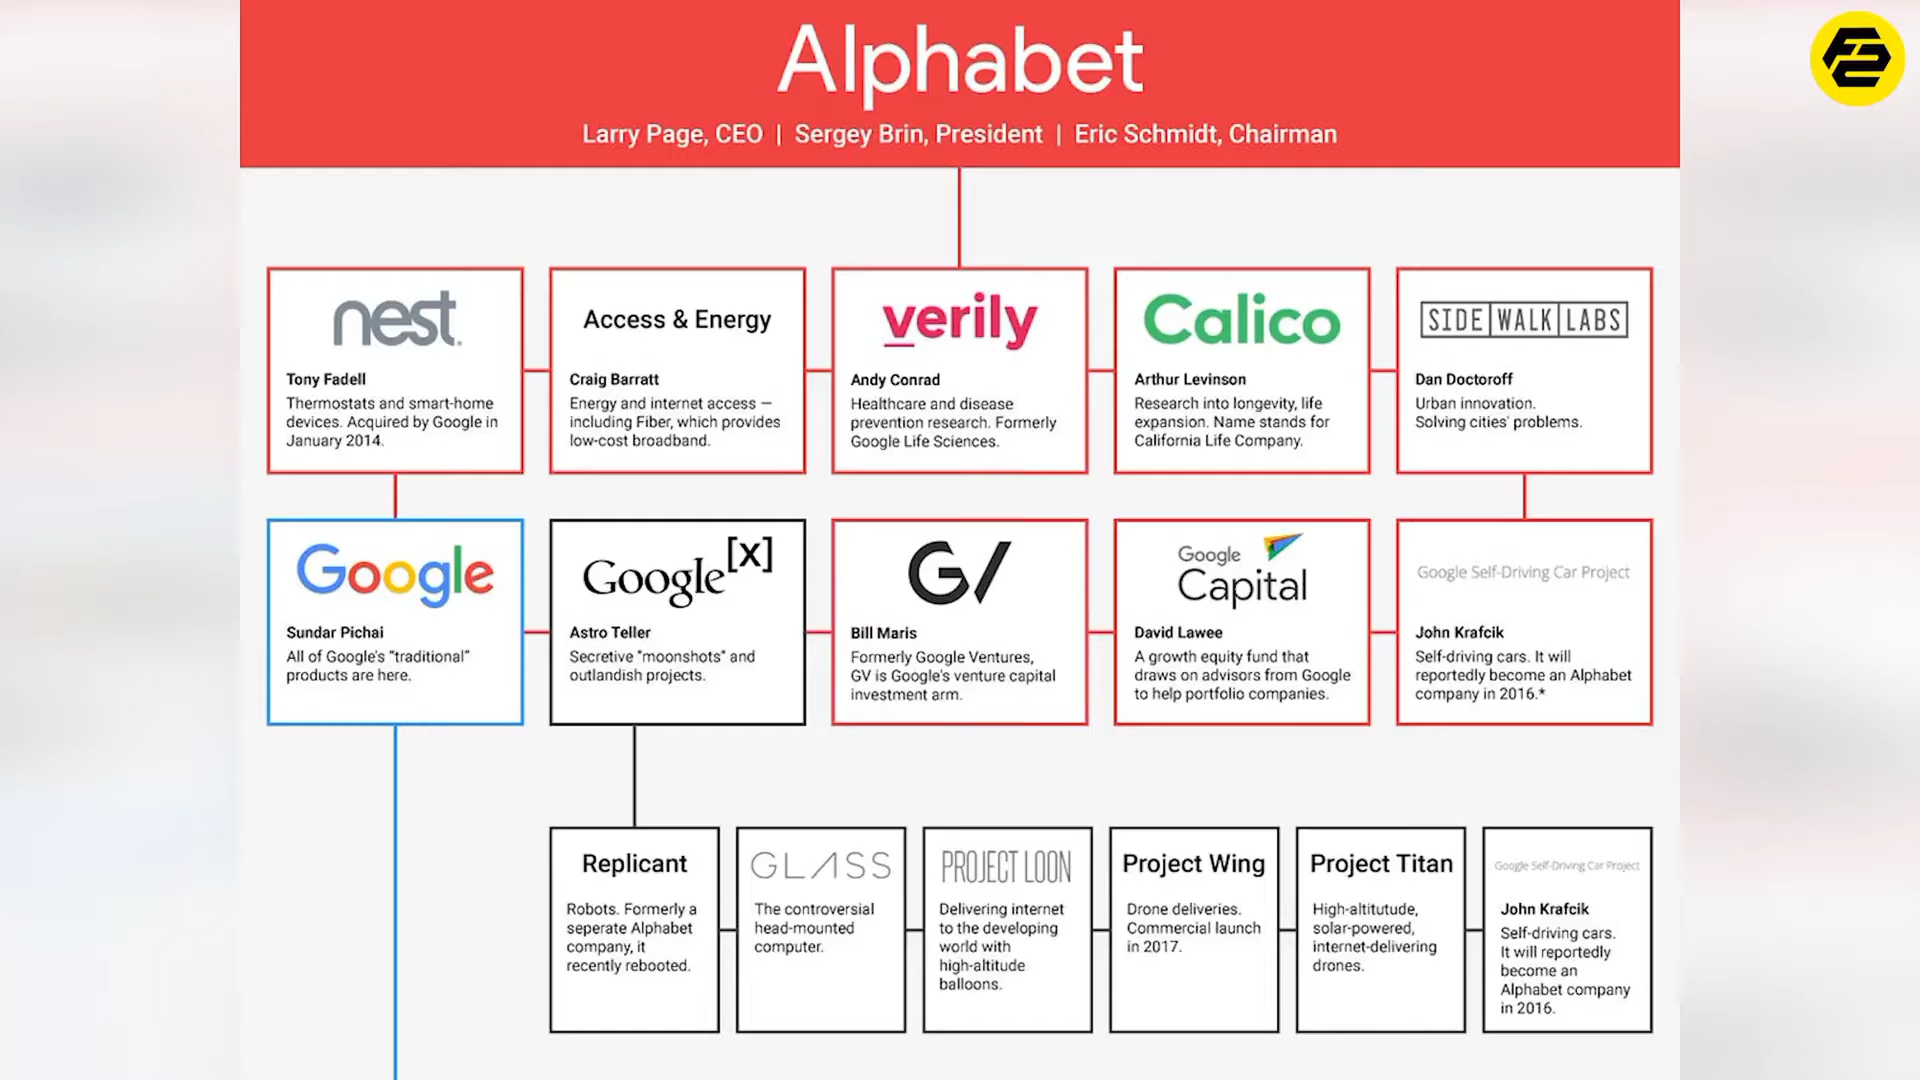 Alphabet
Larry Page, CEO | Sergey Brin, President | Eric Schmidt, Chairman
nest.
Tony Fadell
Thermostats and smart-home
devices. Acquired by Google in
January 2014.
Access & Energy
Craig Barratt
Energy and internet access —
including Fiber, which provides
low-cost broadband.
verily
Andy Conrad
Healthcare and disease
prevention research. Formerly
Google Life Sciences.
Calico
Arthur Levinson
Research into longevity, life
expansion. Name stands for
California Life Company.
SIDE WALK LABS
Dan Doctoroff
Urban innovation.
Solving cities' problems.
Google
Sundar Pichai
All of Google's "traditional"
products are here.
Google[x]
Astro Teller
Secretive "moonshots" and
outlandish projects.
GV
Bill Maris
Formerly Google Ventures,
GV is Google's venture capital
investment arm.
Google
Capital
David Lawee
A growth equity fund that
draws on advisors from Google
to help portfolio companies.
Google Self-Driving Car Project
John Krafcik
Self-driving cars. It will
reportedly become an Alphabet
company in 2016.*
Replicant
Robots. Formerly a
seperate Alphabet
company, it
recently rebooted.
GLASS
The controversial
head-mounted
computer.
PROJECT LOON
Delivering internet
to the developing
world with
high-altitude
balloons.
Project Wing
Drone deliveries.
Commercial launch
in 2017.
Project Titan
High-altitutude,
solar-powered,
internet-delivering
drones.
Google Self-Driving Car Project
John Krafcik
Self-driving cars.
It will reportedly
become an
Alphabet company
in 2016.